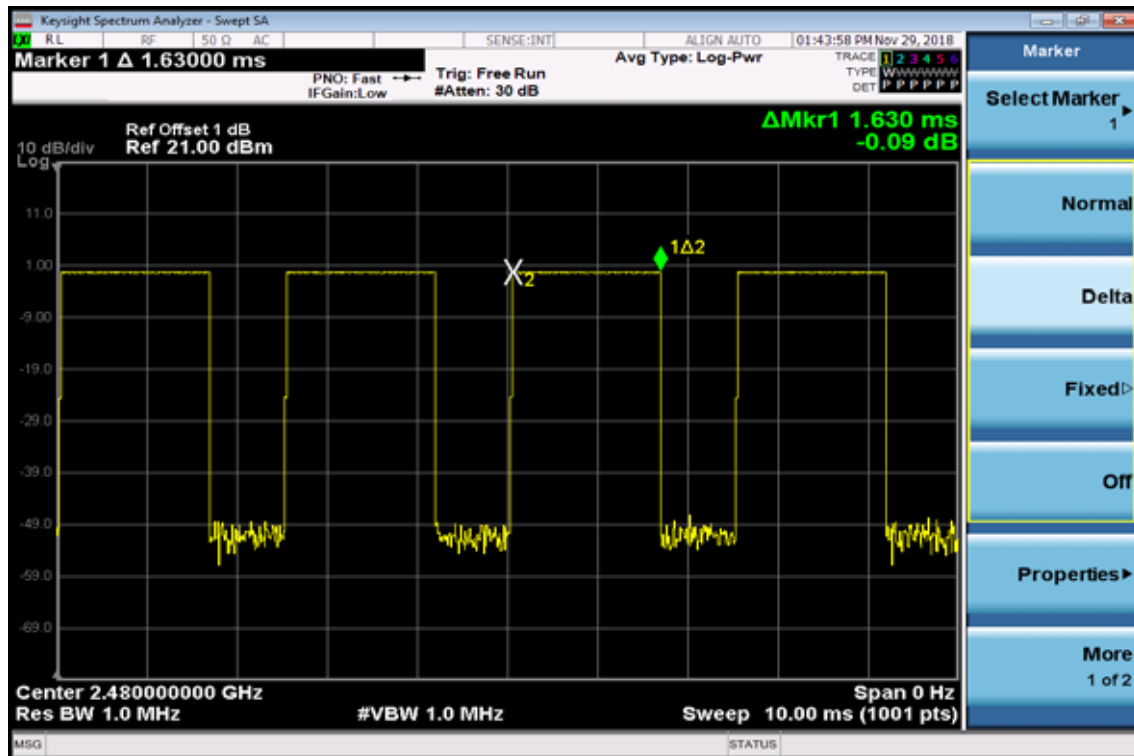 Keysight Spectrum Analyzer - Swept SA
RL RF 50 Ω AC SENSE:INT ALIGN AUTO 01:43:58 PM Nov 29, 2018
Marker 1 Δ 1.63000 ms
PNO: Fast
IFGain:Low
Trig: Free Run
#Atten: 30 dB
Avg Type: Log-Pwr
TRACE 1 2 3 4 5 6
TYPE WWWWWWW
DET P P P P P P
ΔMkr1 1.630 ms
-0.09 dB
Ref Offset 1 dB
10 dB/div Ref 21.00 dBm
Log
11.0
1.00
-9.00
-19.0
-29.0
-39.0
-49.0
-59.0
-69.0
1Δ2
2
Center 2.480000000 GHz Span 0 Hz
Res BW 1.0 MHz #VBW 1.0 MHz Sweep 10.00 ms (1001 pts)
MSG STATUS
Marker
Select Marker
1
Normal
Delta
Fixed
Off
Properties
More
1 of 2